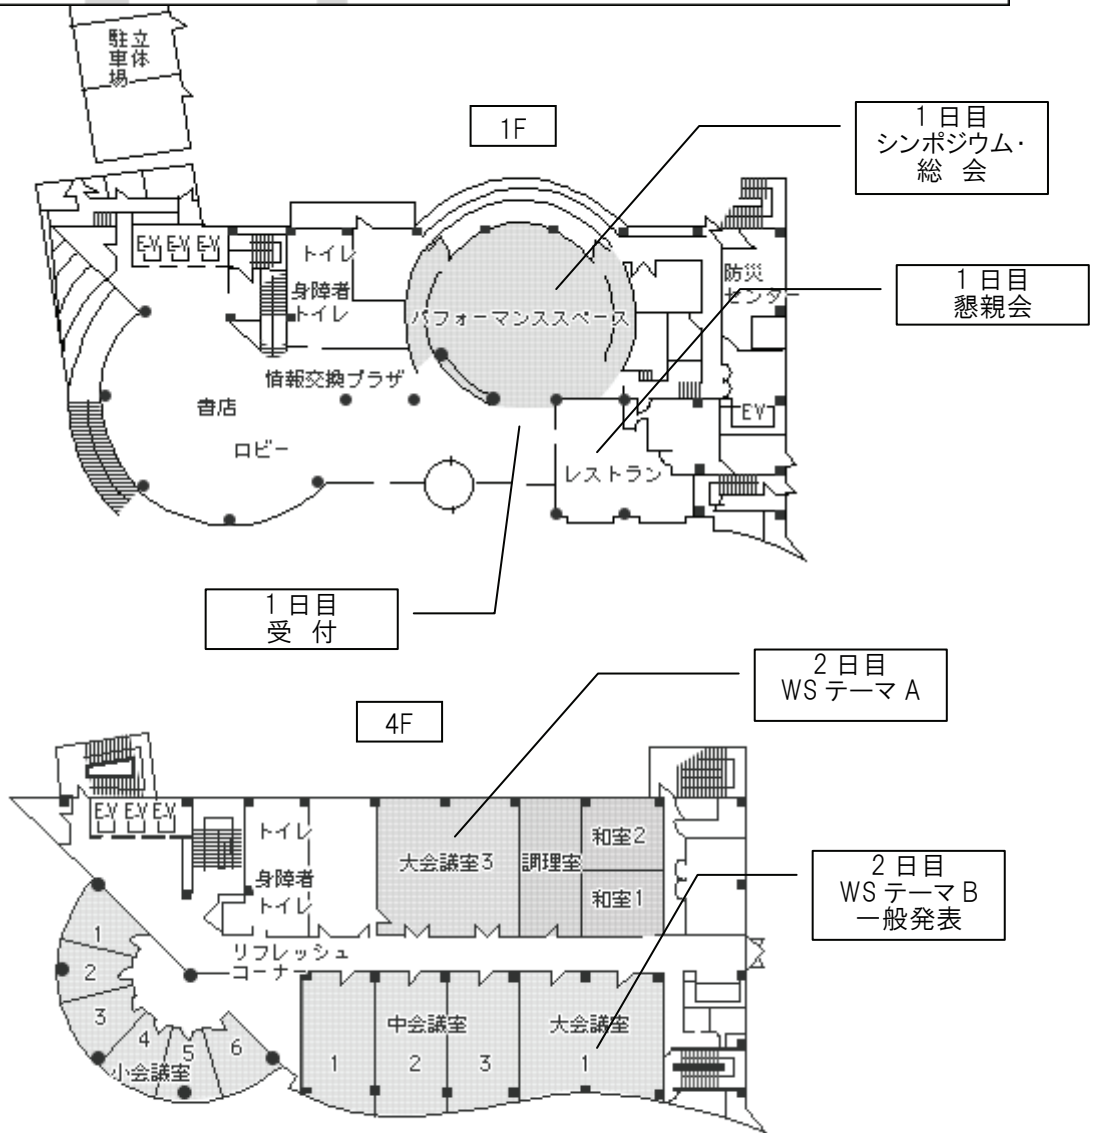 立体
駐車場
1F
1日目
シンポジウム・
総 会
EV EV EV
トイレ
身障者
トイレ
防災
センター
1日目
懇親会
パフォーマンススペース
情報交換プラザ
書店
EV
ロビー
レストラン
1日目
受 付
2日目
WSテーマA
4F
EV EV EV
トイレ
和室2
大会議室3
調理室
身障者
トイレ
和室1
2日目
WSテーマB
一般発表
1
リフレッシュ
コーナー
2
3
中会議室
大会議室
4
5
6
小会議室
1
2
3
1